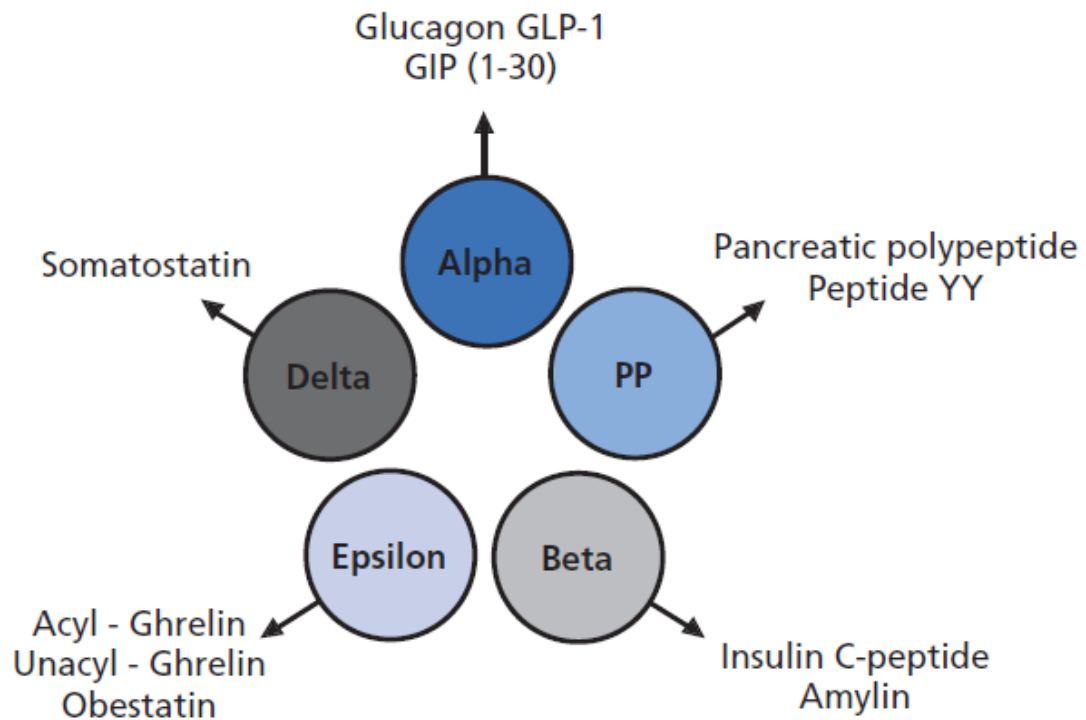 Glucagon GLP-1
GIP (1-30)
Alpha
Somatostatin
Pancreatic polypeptide
Peptide YY
Delta
PP
Epsilon
Beta
Acyl - Ghrelin
Unacyl - Ghrelin
Obestatin
Insulin C-peptide
Amylin